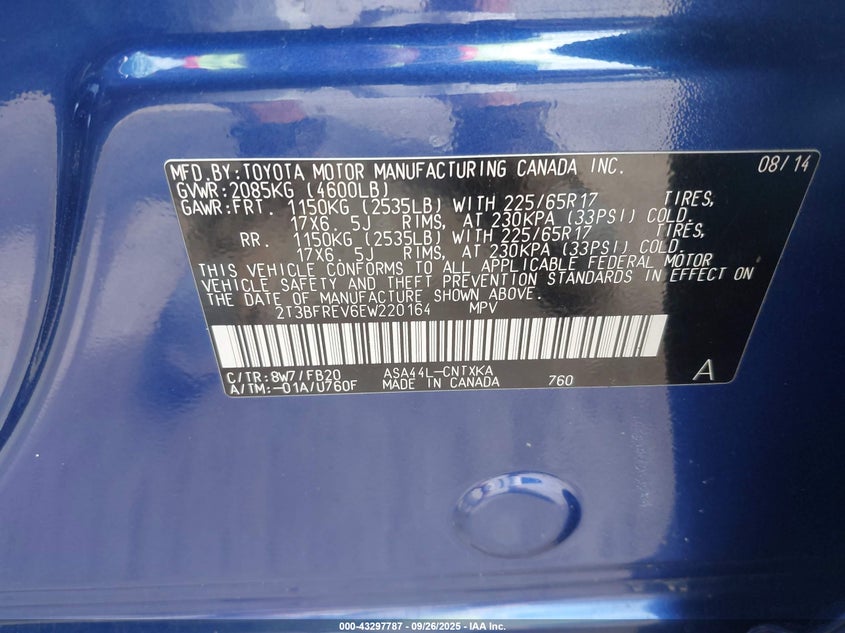 MFD.BY:TOYOTA MOTOR MANUFACTURING CANADA INC. 08/14
GVWR:2085KG (4600LB)
GAWR:FRT. 1150KG (2535LB) WITH 225/65R17 TIRES,
17X6. 5J RIMS, AT 230KPA (33PSI) COLD.
RR. 1150KG (2535LB) WITH 225/65R17 TIRES,
17X6. 5J RIMS, AT 230KPA (33PSI) COLD.
THIS VEHICLE CONFORMS TO ALL APPLICABLE FEDERAL MOTOR
VEHICLE SAFETY AND THEFT PREVENTION STANDARDS IN EFFECT ON
THE DATE OF MANUFACTURE SHOWN ABOVE.
2T3BFREV6EW220164 MPV
C/TR:8W7/FB20 ASA44L-CNTXKA
A/TM:-01A/U760F MADE IN CANADA 760 A
000-43297787 - 09/26/2025 - IAA Inc.